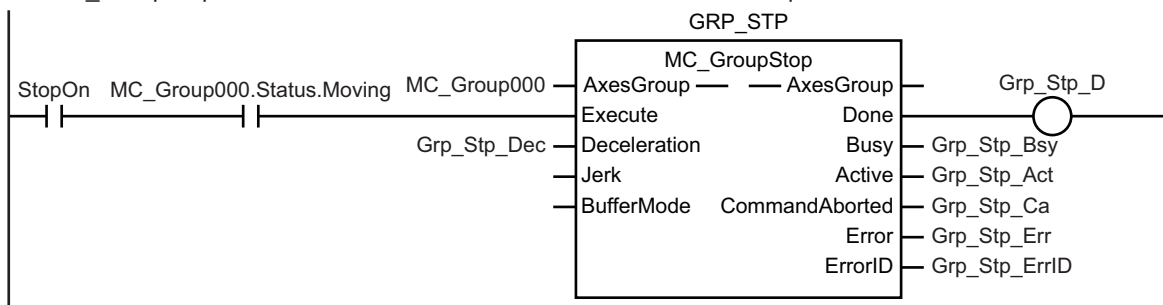 GRP_STP
MC_GroupStop
StopOn MC_Group000.Status.Moving MC_Group000 AxesGroup AxesGroup Grp_Stp_D
Execute Done
Grp_Stp_Dec Deceleration Busy Grp_Stp_Bsy
Jerk Active Grp_Stp_Act
BufferMode CommandAborted Grp_Stp_Ca
Error Grp_Stp_Err
ErrorID Grp_Stp_ErrID